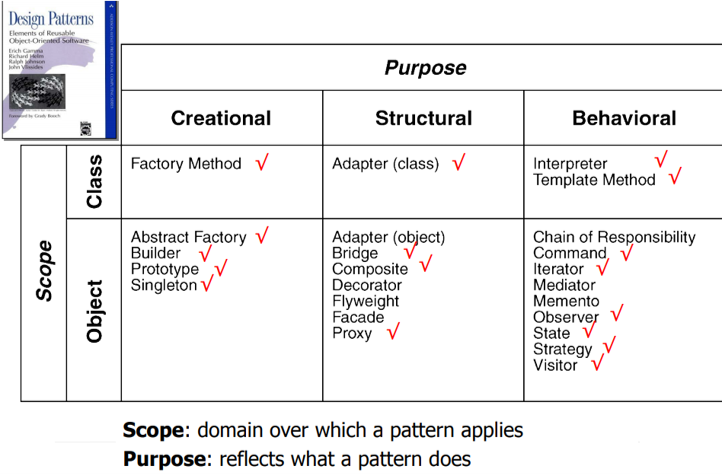 Design Patterns
Elements of Reusable
Object-Oriented Software
Erich Gamma
Richard Helm
Ralph Johnson
John Vlissides
Foreword by Grady Booch
Purpose
Creational Structural Behavioral
Scope
Class
Factory Method √
Adapter (class) √
Interpreter √
Template Method √
Object
Abstract Factory √
Builder √
Prototype √
Singleton √
Adapter (object)
Bridge √
Composite √
Decorator
Flyweight
Facade
Proxy √
Chain of Responsibility
Command √
Iterator √
Mediator
Memento
Observer √
State √
Strategy √
Visitor √
Scope: domain over which a pattern applies
Purpose: reflects what a pattern does